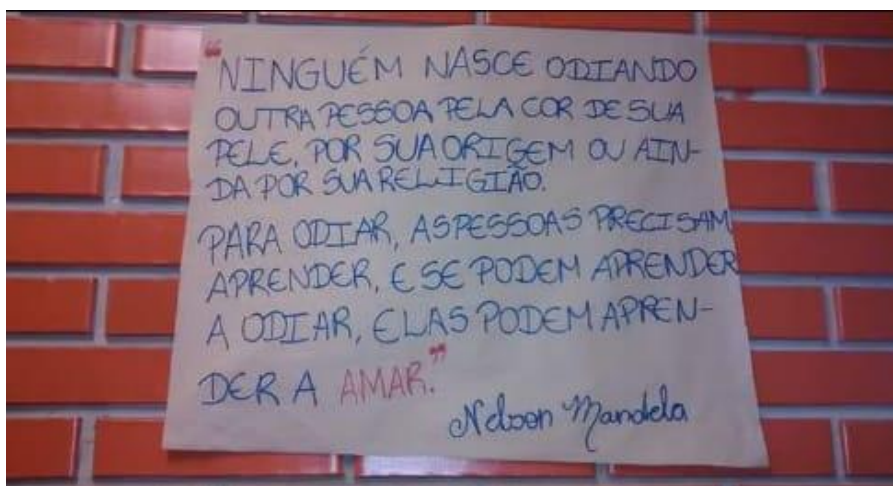 "NINGUÉM NASCE ODIANDO
OUTRA PESSOA PELA COR DE SUA
PELE, POR SUA ORIGEM OU AIN-
DA POR SUA RELIGIÃO.
PARA ODIAR, AS PESSOAS PRECISAM
APRENDER, E SE PODEM APRENDER
A ODIAR, ELAS PODEM APREN-
DER A AMAR."
Nelson Mandela